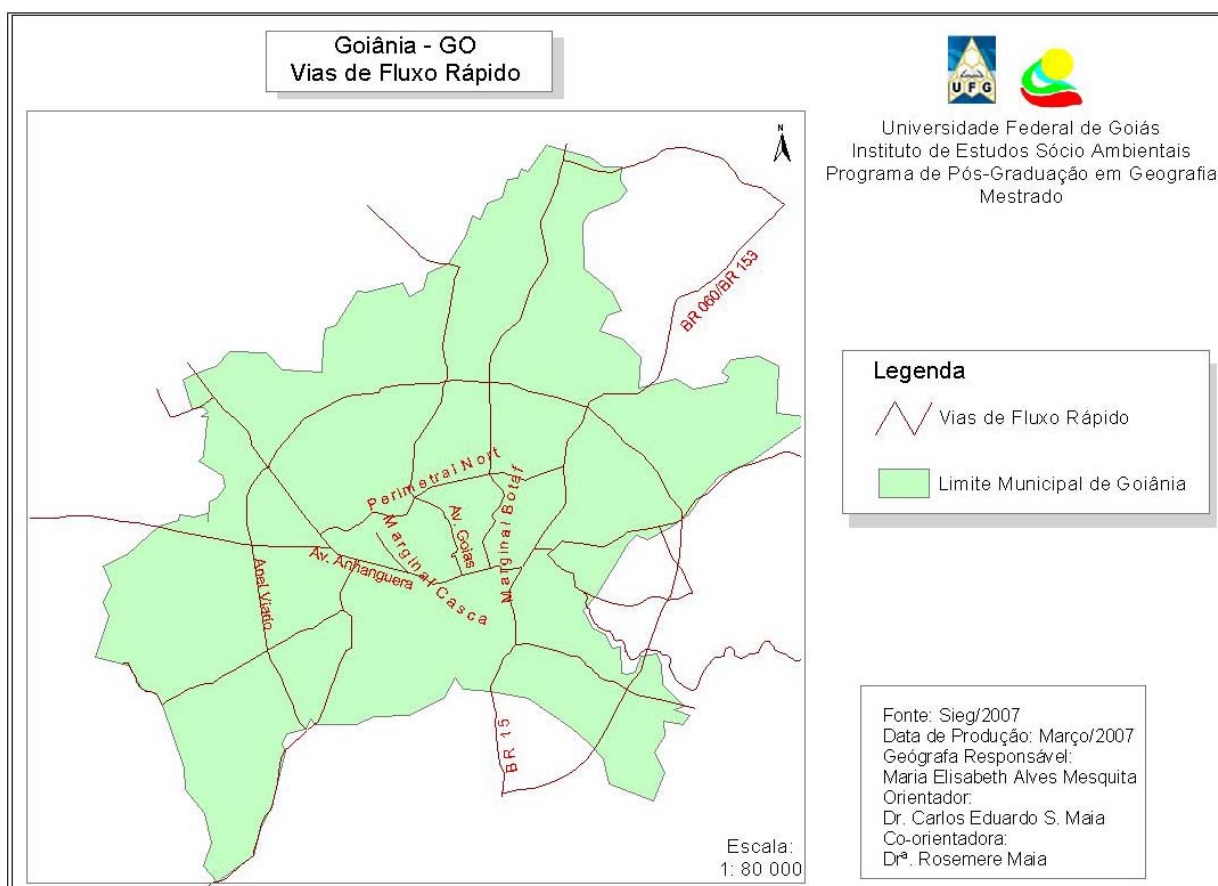 Goiânia - GO
Vias de Fluxo Rápido
UFG
Universidade Federal de Goiás
Instituto de Estudos Sócio Ambientais
Programa de Pós-Graduação em Geografia
Mestrado
N
BR 060/BR 153
Perimetral Nort
Marginal Botaf
Av. Goias
Marginal Casca
Av. Anhanguera
Anel Viario
BR 15
Escala:
1: 80 000
Legenda
Vias de Fluxo Rápido
Limite Municipal de Goiânia
Fonte: Sieg/2007
Data de Produção: Março/2007
Geógrafa Responsável:
Maria Elisabeth Alves Mesquita
Orientador:
Dr. Carlos Eduardo S. Maia
Co-orientadora:
Drª. Rosemere Maia